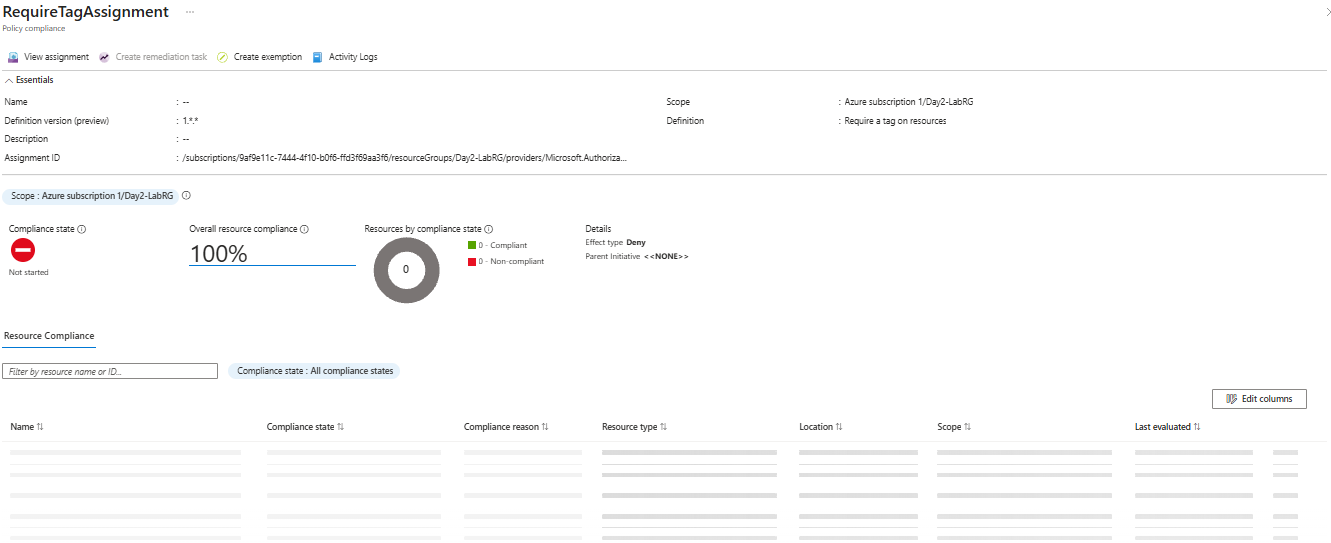 RequireTagAssignment ...
Policy compliance
View assignment Create remediation task Create exemption Activity Logs
Essentials
Name : -- Scope : Azure subscription 1/Day2-LabRG
Definition version (preview) : 1.*.* Definition : Require a tag on resources
Description : --
Assignment ID : /subscriptions/9af9e11c-7444-4f10-b0f6-ffd3f69aa3f6/resourceGroups/Day2-LabRG/providers/Microsoft.Authoriza...
Scope : Azure subscription 1/Day2-LabRG
Compliance state Overall resource compliance Resources by compliance state Details
Not started
100%
0
0 - Compliant
0 - Non-compliant
Effect type Deny
Parent Initiative <<NONE>>
Resource Compliance
Filter by resource name or ID... Compliance state : All compliance states
Edit columns
Name Compliance state Compliance reason Resource type Location Scope Last evaluated